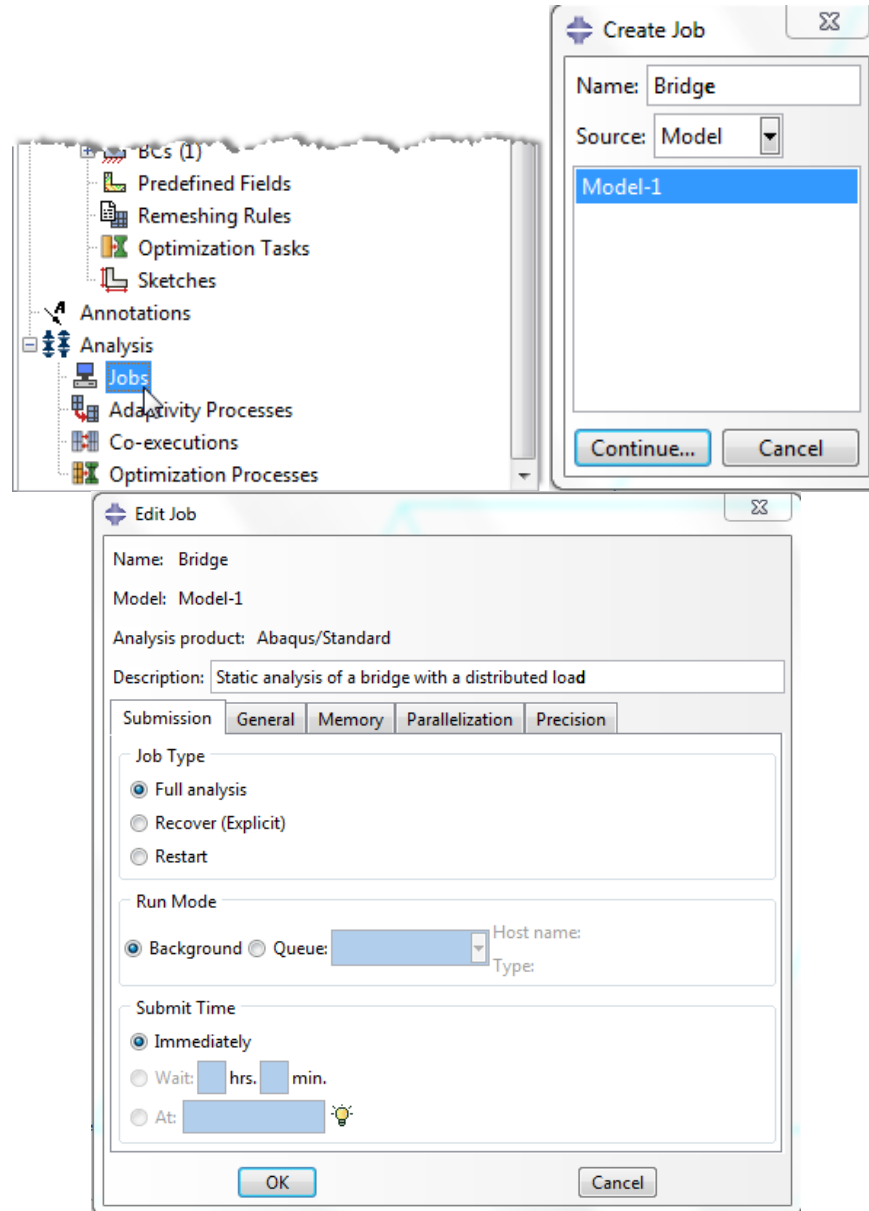 BCs (1)
Predefined Fields
Remeshing Rules
Optimization Tasks
Sketches
Annotations
Analysis
Jobs
Adaptivity Processes
Co-executions
Optimization Processes
Create Job
Name: Bridge
Source: Model
Model-1
Continue... Cancel
Edit Job
Name: Bridge
Model: Model-1
Analysis product: Abaqus/Standard
Description: Static analysis of a bridge with a distributed load
Submission General Memory Parallelization Precision
Job Type
Full analysis
Recover (Explicit)
Restart
Run Mode
Background Queue: Host name:
Type:
Submit Time
Immediately
Wait: hrs. min.
At:
OK Cancel